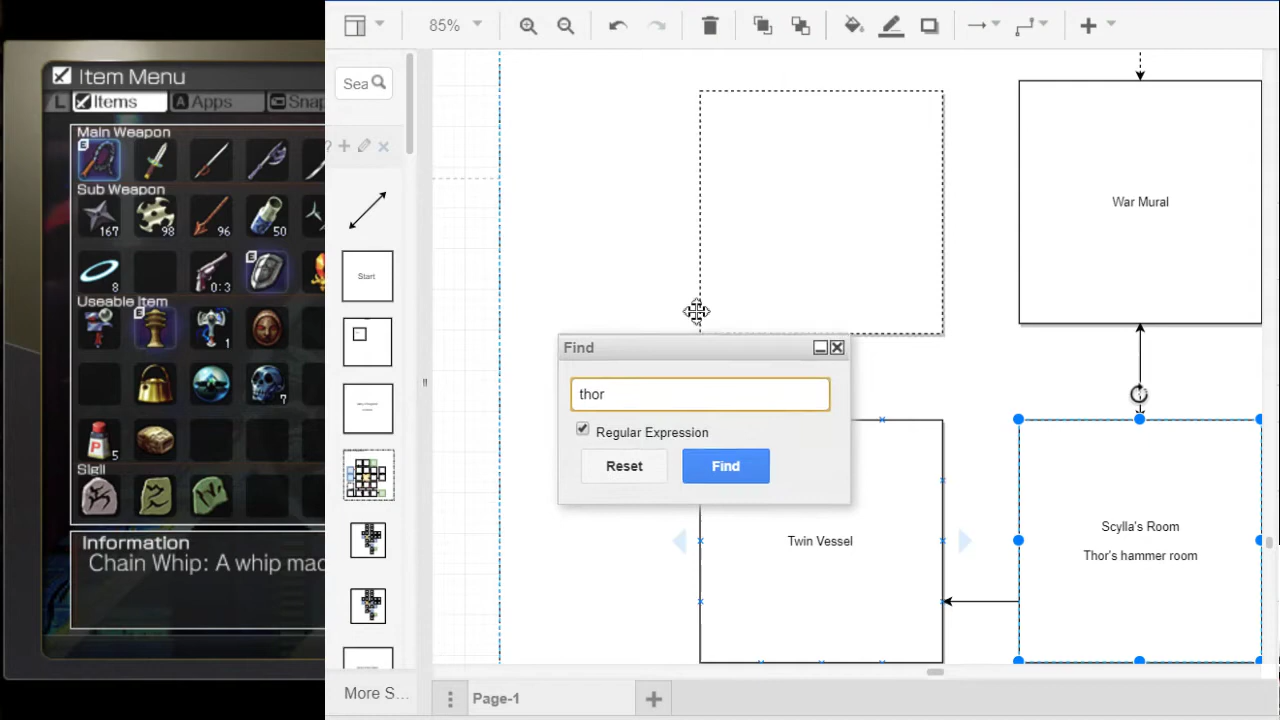 Item Menu
L Items A Apps Snap
Main Weapon
E
Sub Weapon
167 98 96 50
8 0:3 E
Useable Item
E
1
7
P 5
Sigil
Information
Chain Whip: A whip mad
85%
Sea
?
Start
More S...
War Mural
Find
thor
Regular Expression
Reset Find
Twin Vessel
Scylla's Room
Thor's hammer room
Page-1